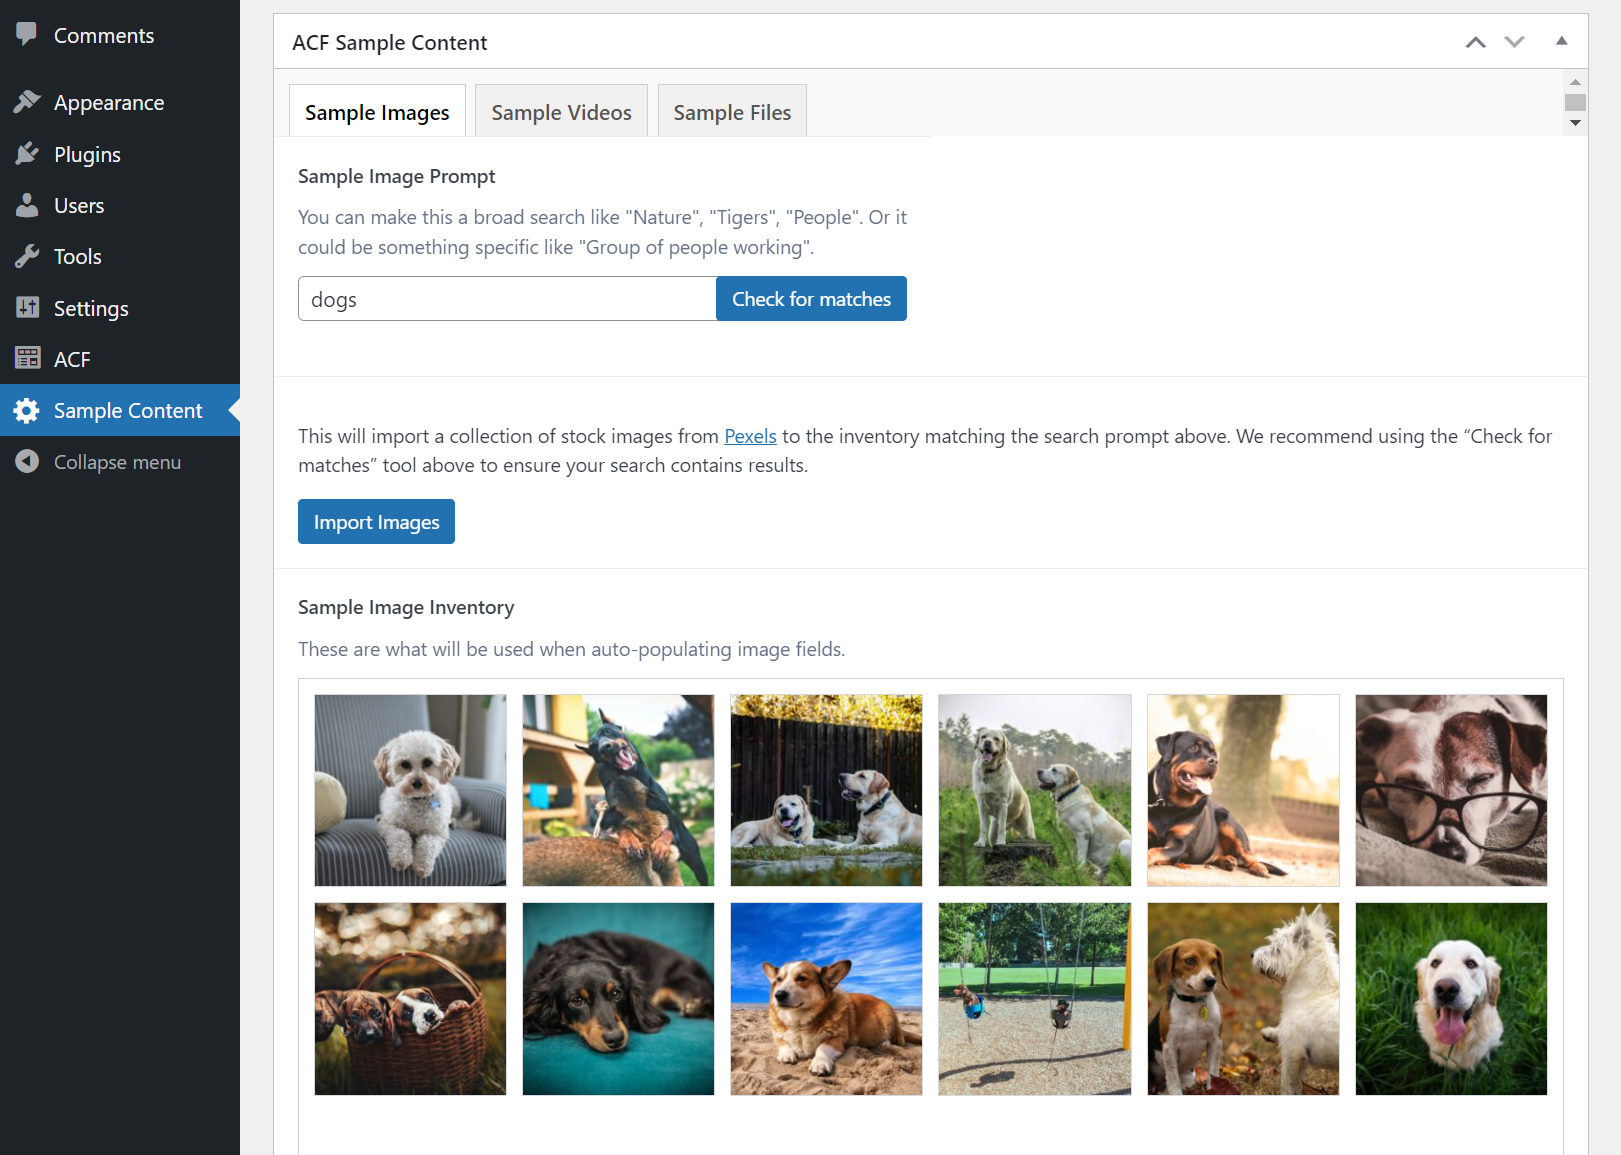 Comments
Appearance
Plugins
Users
Tools
Settings
ACF
Sample Content
Collapse menu
ACF Sample Content
Sample Images
Sample Videos
Sample Files
Sample Image Prompt
You can make this a broad search like "Nature", "Tigers", "People". Or it
could be something specific like "Group of people working".
dogs
Check for matches
This will import a collection of stock images from Pexels to the inventory matching the search prompt above. We recommend using the “Check for
matches” tool above to ensure your search contains results.
Import Images
Sample Image Inventory
These are what will be used when auto-populating image fields.